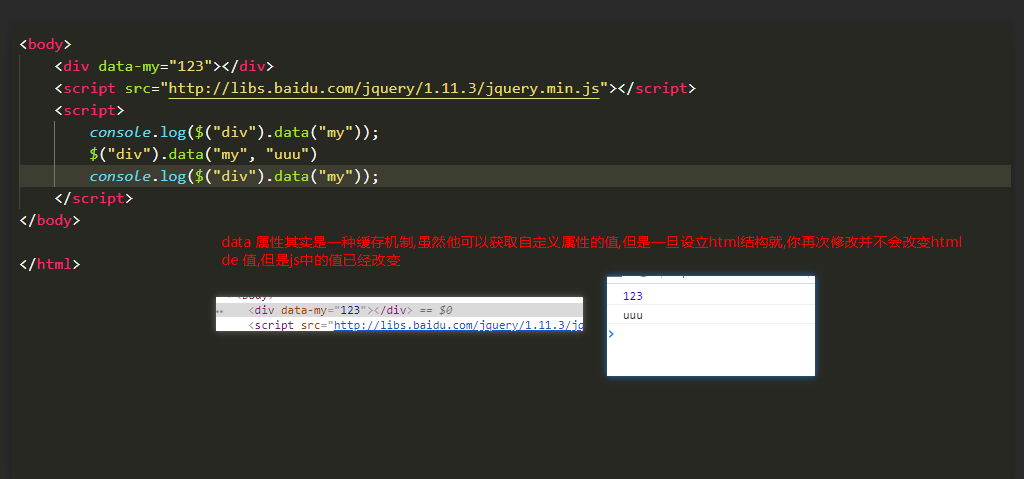 <body>
<div data-my="123"></div>
<script src="http://libs.baidu.com/jquery/1.11.3/jquery.min.js"></script>
<script>
console.log($("div").data("my"));
$("div").data("my", "uuu")
console.log($("div").data("my"));
</script>
</body>
</html>
data 属性其实是一种缓存机制,虽然他可以获取自定义属性的值,但是一旦设立html结构就,你再次修改并不会改变html
de 值,但是js中的值已经改变
<div data-my="123"></div> == $0
<script src="http://libs.baidu.com/jquery/1.11.3/jq
123
uuu
>